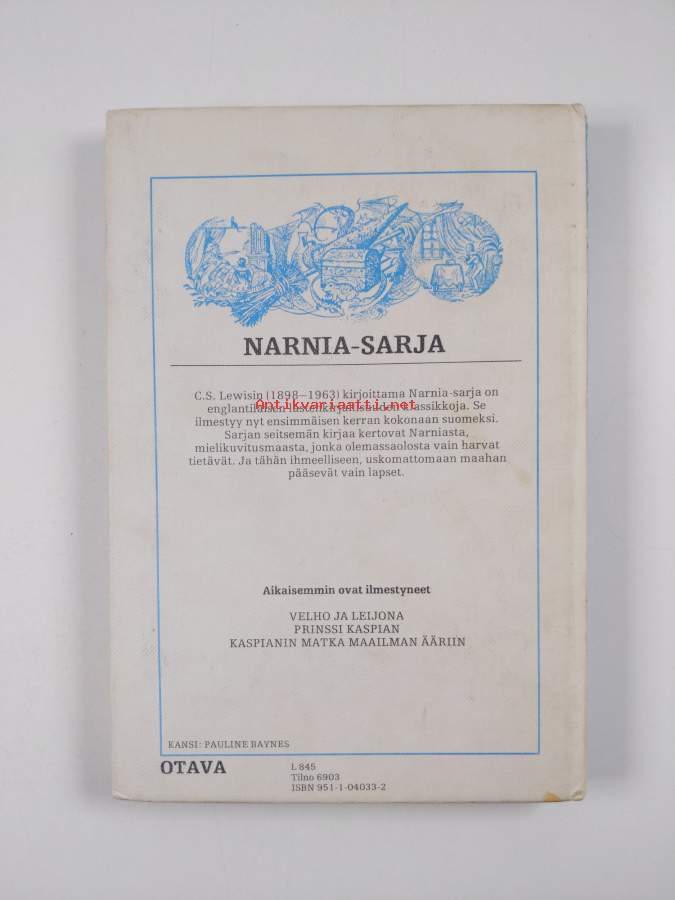 NARNIA-SARJA
C.S. Lewisin (1898–1963) kirjoittama Narnia-sarja on
Antikvariaatti.net
englantilaisen lastenkirjallisuuden klassikkoja. Se
ilmestyy nyt ensimmäisen kerran kokonaan suomeksi.
Sarjan seitsemän kirjaa kertovat Narniasta,
mielikuvitusmaasta, jonka olemassaolosta vain harvat
tietävät. Ja tähän ihmeelliseen, uskomattomaan maahan
pääsevät vain lapset.
Aikaisemmin ovat ilmestyneet
VELHO JA LEIJONA
PRINSSI KASPIAN
KASPIANIN MATKA MAAILMAN ÄÄRIIN
KANSI: PAULINE BAYNES
OTAVA
L 845
Tilno 6903
ISBN 951-1-04033-2